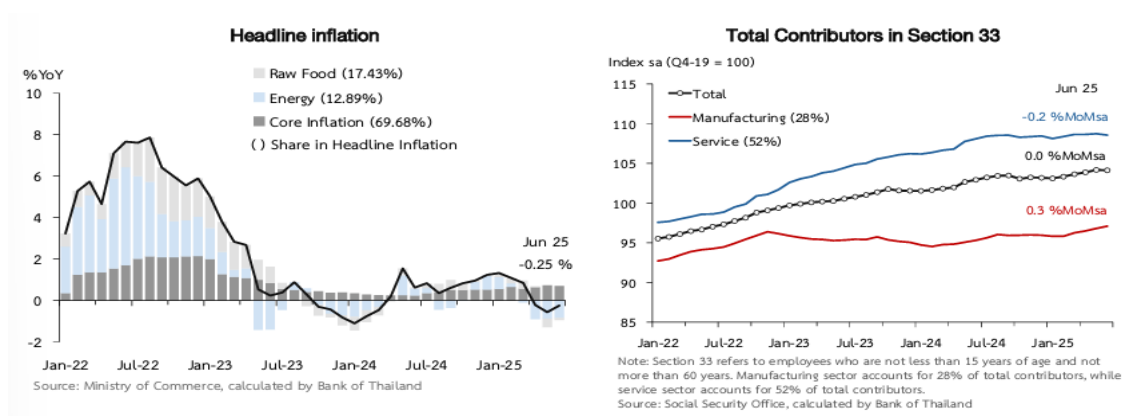 Headline inflation
%YoY
Raw Food (17.43%)
Energy (12.89%)
Core Inflation (69.68%)
( ) Share in Headline Inflation
10
8
6
4
2
0
-2
Jun 25
-0.25 %
Jan-22
Jul-22
Jan-23
Jul-23
Jan-24
Jul-24
Jan-25
Source: Ministry of Commerce, calculated by Bank of Thailand
Total Contributors in Section 33
Index sa (Q4-19 = 100)
115
110
105
100
95
90
85
Total
Manufacturing (28%)
Service (52%)
Jun 25
-0.2 %MoMsa
0.0 %MoMsa
0.3 %MoMsa
Jan-22
Jul-22
Jan-23
Jul-23
Jan-24
Jul-24
Jan-25
Note: Section 33 refers to employees who are not less than 15 years of age and not
more than 60 years. Manufacturing sector accounts for 28% of total contributors, while
service sector accounts for 52% of total contributors.
Source: Social Security Office, calculated by Bank of Thailand